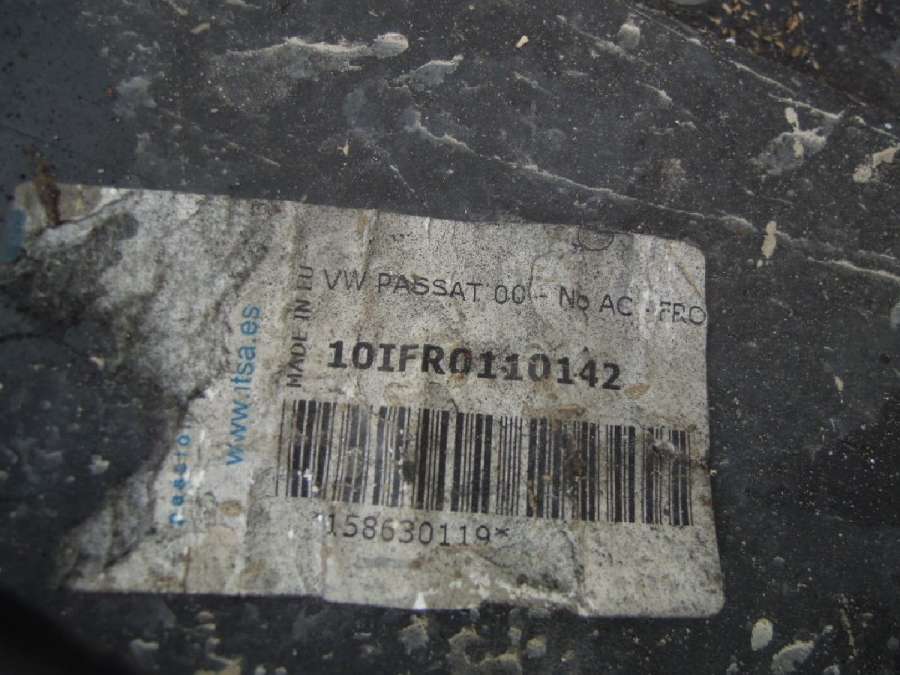 VW PASSAT 00 - No AC - FRO
MADE IN EU
10IFR0110142
*158630119*
www.itsa.es